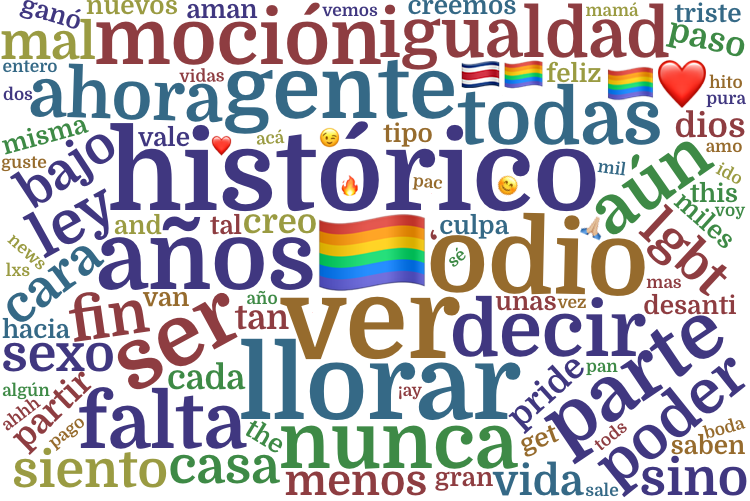 ganó nuevos aman vemos creemos mamá triste
mal moción igualdad paso
entero vidas feliz hito
dos ahora gente todas pura
misma vale acá tipo dios
guste bajo histórico aún amo
pac mil ido
ley this voy
miles
and tal creo culpa
news años odio lgbt
lxs cara sé
mas
van año unas vez desanti
hacia fin ser tan ver decir
sexo
algún partir cada llorar ¡ay pride pan parte
ahhh falta poder
pago the nunca get tods boda
saben
siento casa menos gran vida sale sino